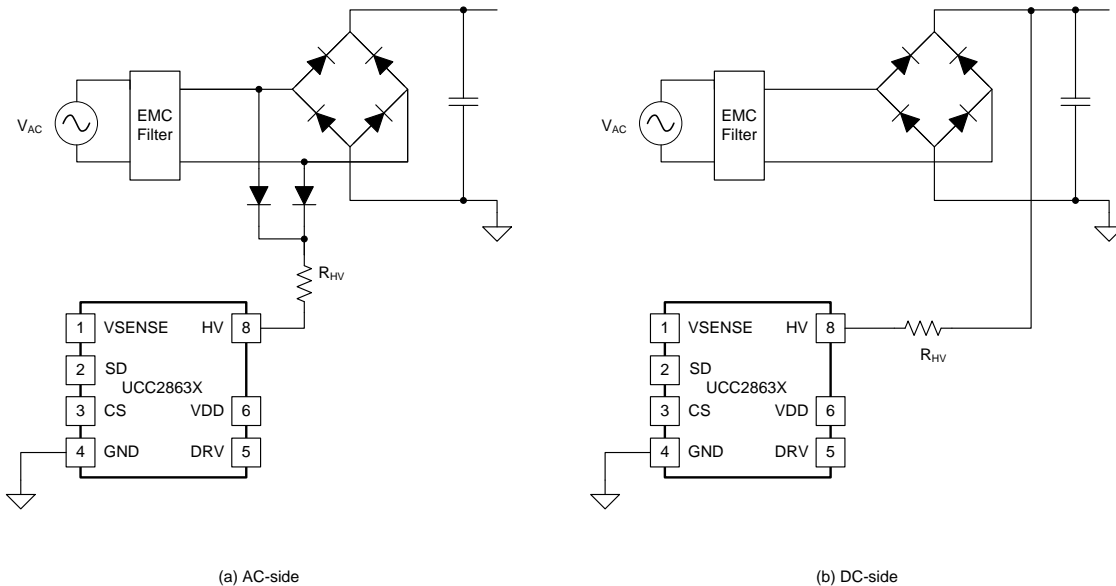 EMC
Filter
VAC
RHV
1 VSENSE HV 8
2 SD
UCC2863X
3 CS VDD 6
4 GND DRV 5
(a) AC-side
EMC
Filter
VAC
RHV
1 VSENSE HV 8
2 SD
UCC2863X
3 CS VDD 6
4 GND DRV 5
(b) DC-side